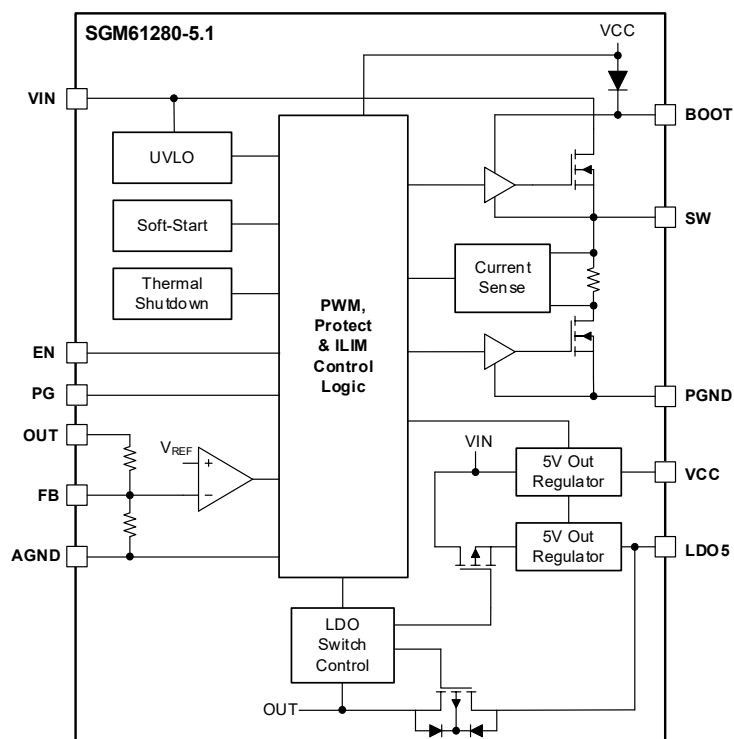 SGM61280-5.1
VCC
VIN
BOOT
UVLO
Soft-Start
SW
Thermal
Shutdown
Current
Sense
PWM,
Protect
& ILIM
Control
Logic
EN
PG
PGND
OUT
VREF
+
−
FB
AGND
VIN
5V Out
Regulator
VCC
5V Out
Regulator
LDO5
LDO
Switch
Control
OUT